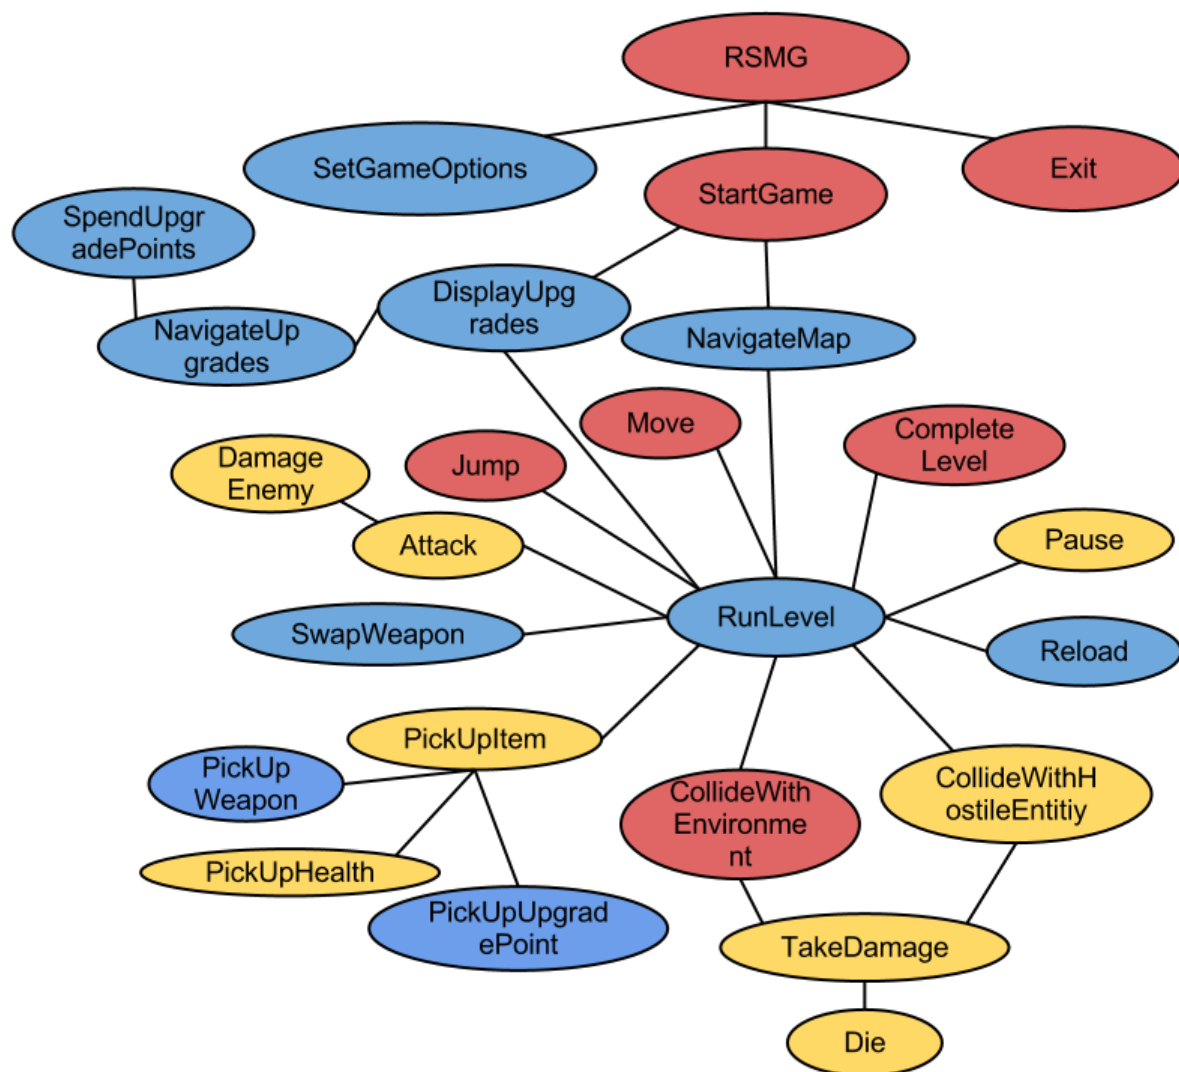 RSMG
SetGameOptions
StartGame
Exit
SpendUpgr
adePoints
DisplayUpg
rades
NavigateUp
grades
NavigateMap
Move
Complete
Level
Damage
Enemy
Jump
Attack
Pause
SwapWeapon
RunLevel
Reload
PickUpItem
PickUp
Weapon
CollideWith
Environme
nt
CollideWithH
ostileEntitiy
PickUpHealth
PickUpUpgrad
ePoint
TakeDamage
Die